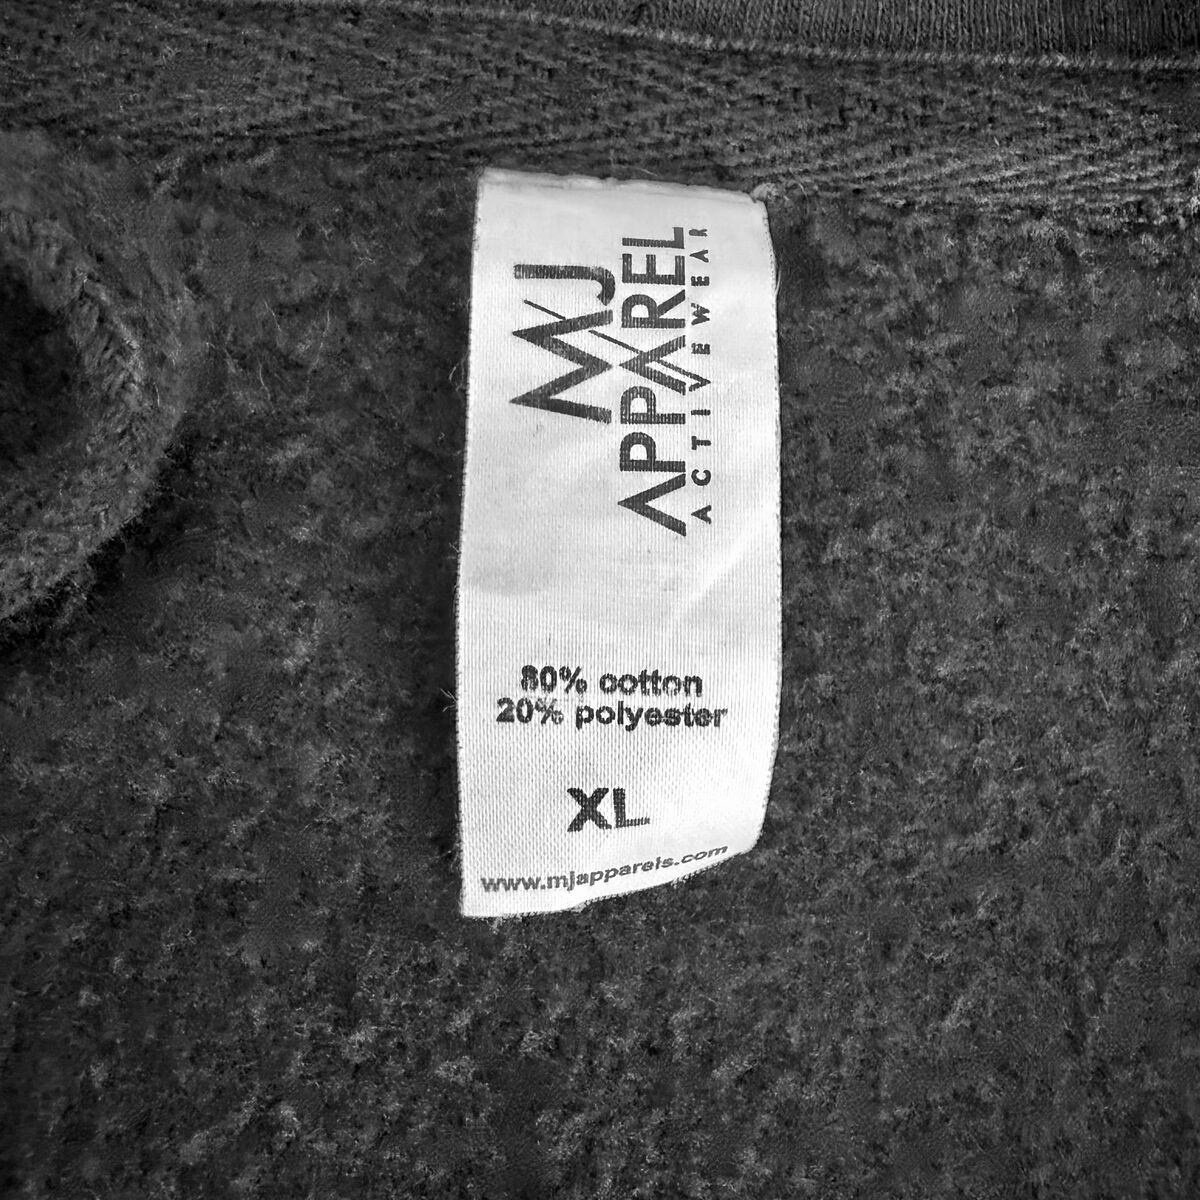 MJ
APPAREL
ACTIVEWEAR
80% cotton
20% polyester
XL
www.mjapparels.com